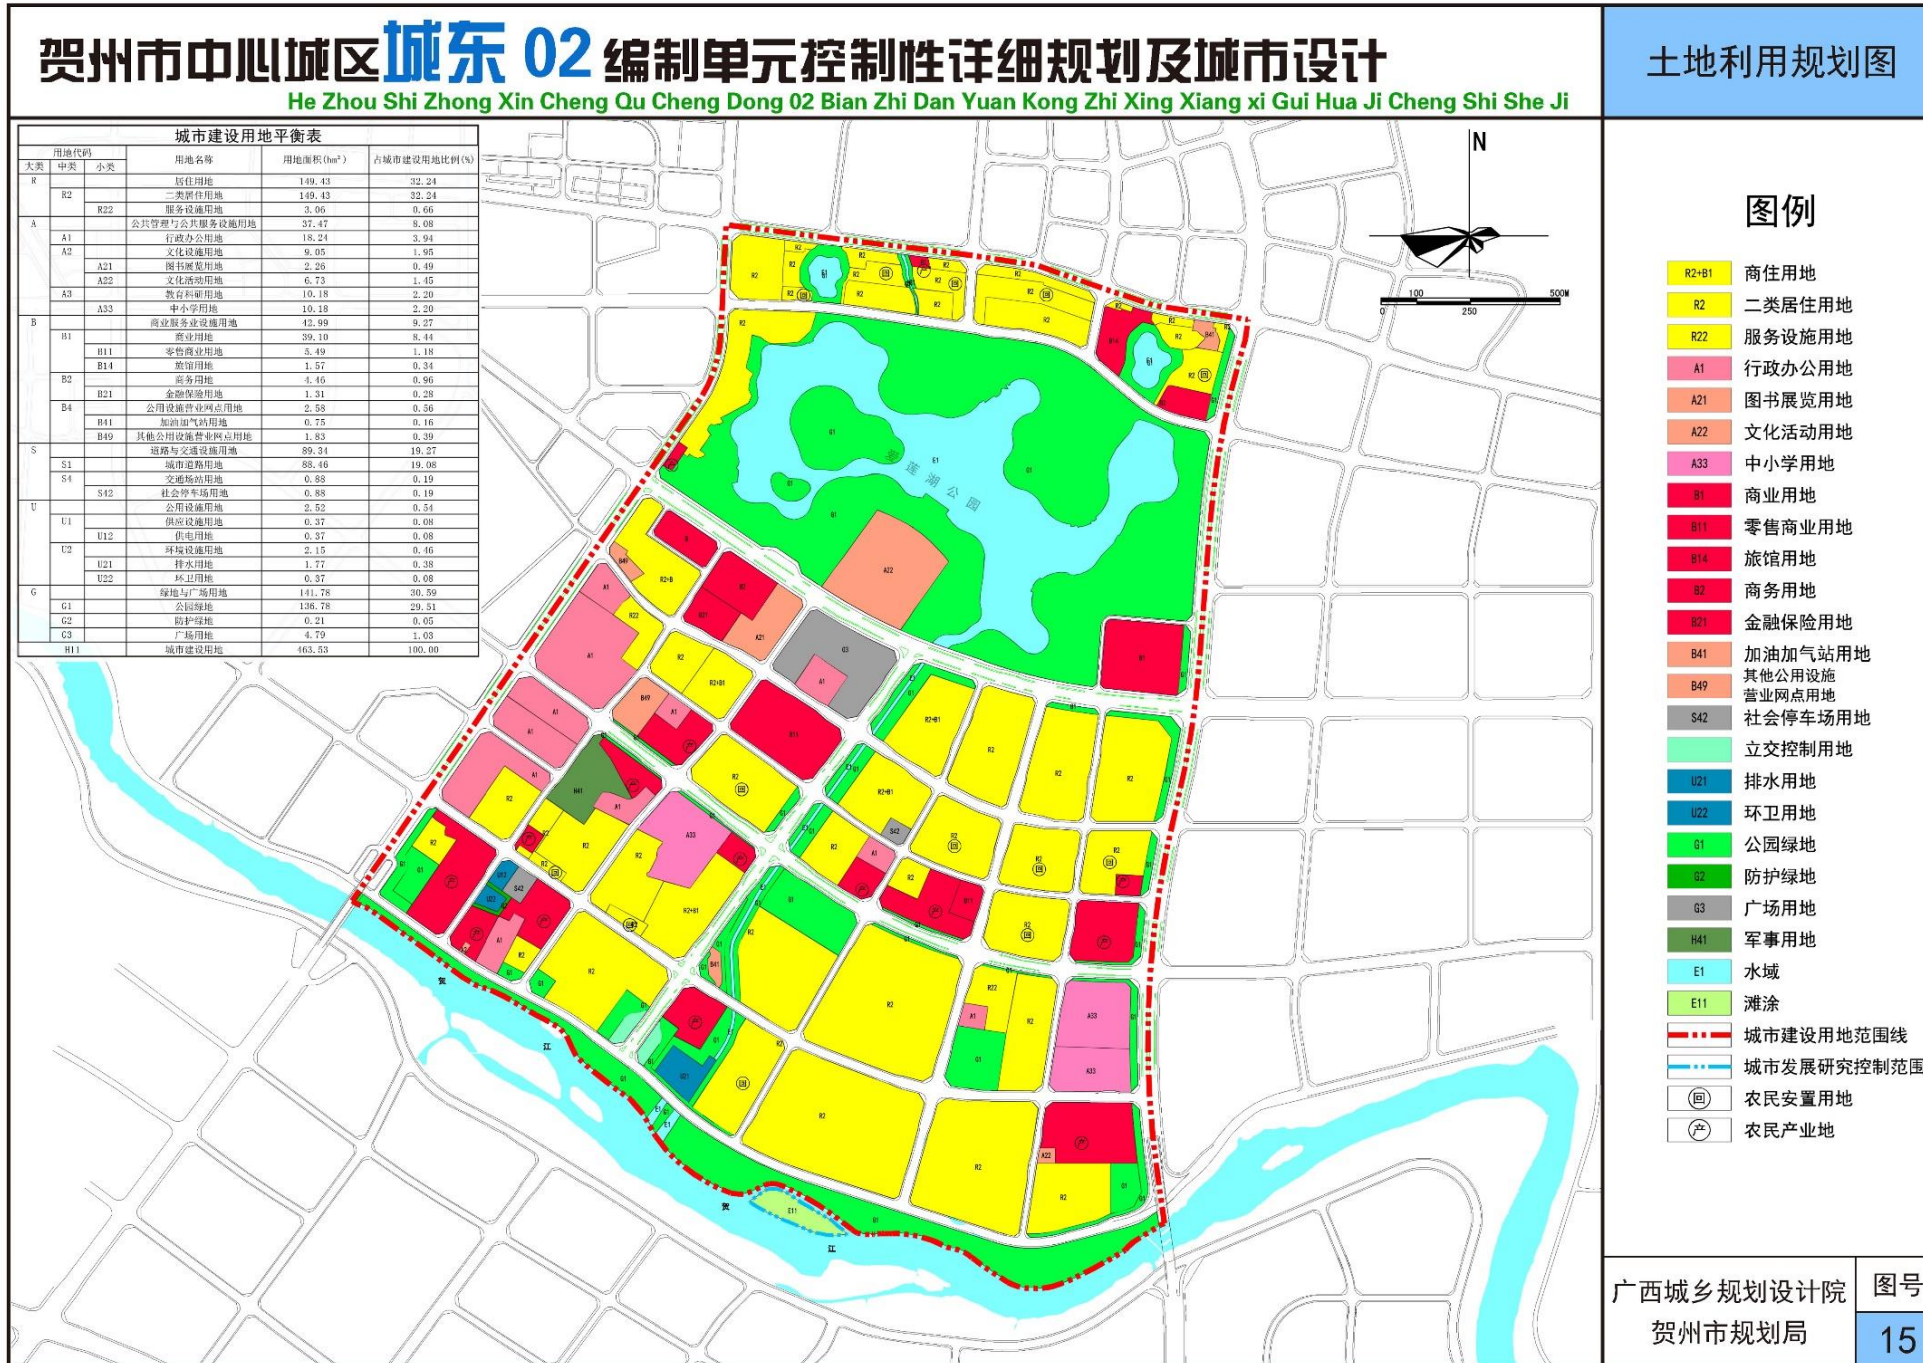 贺州市中心城区城东 02 编制单元控制性详细规划及城市设计
He Zhou Shi Zhong Xin Cheng Qu Cheng Dong 02 Bian Zhi Dan Yuan Kong Zhi Xing Xiang xi Gui Hua Ji Cheng Shi She Ji
土地利用规划图
城市建设用地平衡表
用地代码 用地名称 用地面积(hm²) 占城市建设用地比例(%)
大类 中类 小类
R 居住用地 149.43 32.24
R2 二类居住用地 149.43 32.24
R22 服务设施用地 3.06 0.66
A 公共管理与公共服务设施用地 37.47 8.08
A1 行政办公用地 18.24 3.94
A2 文化设施用地 9.05 1.95
A21 图书展览用地 2.26 0.49
A22 文化活动用地 6.73 1.45
A3 教育科研用地 10.18 2.20
A33 中小学用地 10.18 2.20
B 商业服务业设施用地 42.99 9.27
B1 商业用地 39.10 8.44
B11 零售商业用地 5.49 1.18
B14 旅馆用地 1.57 0.34
B2 商务用地 4.46 0.96
B21 金融保险用地 1.31 0.28
B4 公用设施营业网点用地 2.58 0.56
B41 加油加气站用地 0.75 0.16
B49 其他公用设施营业网点用地 1.83 0.39
S 道路与交通设施用地 89.34 19.27
S1 城市道路用地 88.46 19.08
S4 交通场站用地 0.88 0.19
S42 社会停车场用地 0.88 0.19
U 公用设施用地 2.52 0.54
U1 供应设施用地 0.37 0.08
U12 供电用地 0.37 0.08
U2 环境设施用地 2.15 0.46
U21 排水用地 1.77 0.38
U22 环卫用地 0.37 0.08
G 绿地与广场用地 141.78 30.59
G1 公园绿地 136.78 29.51
G2 防护绿地 0.21 0.05
G3 广场用地 4.79 1.03
H11 城市建设用地 463.53 100.00
N
100 500M
0 250
爱莲湖公园
贺
江
贺
江
图例
R2+B1 商住用地
R2 二类居住用地
R22 服务设施用地
A1 行政办公用地
A21 图书展览用地
A22 文化活动用地
A33 中小学用地
B1 商业用地
B11 零售商业用地
B14 旅馆用地
B2 商务用地
B21 金融保险用地
B41 加油加气站用地
B49 其他公用设施
营业网点用地
S42 社会停车场用地
立交控制用地
U21 排水用地
U22 环卫用地
G1 公园绿地
G2 防护绿地
G3 广场用地
H41 军事用地
E1 水域
E11 滩涂
城市建设用地范围线
城市发展研究控制范围
回 农民安置用地
产 农民产业地
广西城乡规划设计院
贺州市规划局
图号
15